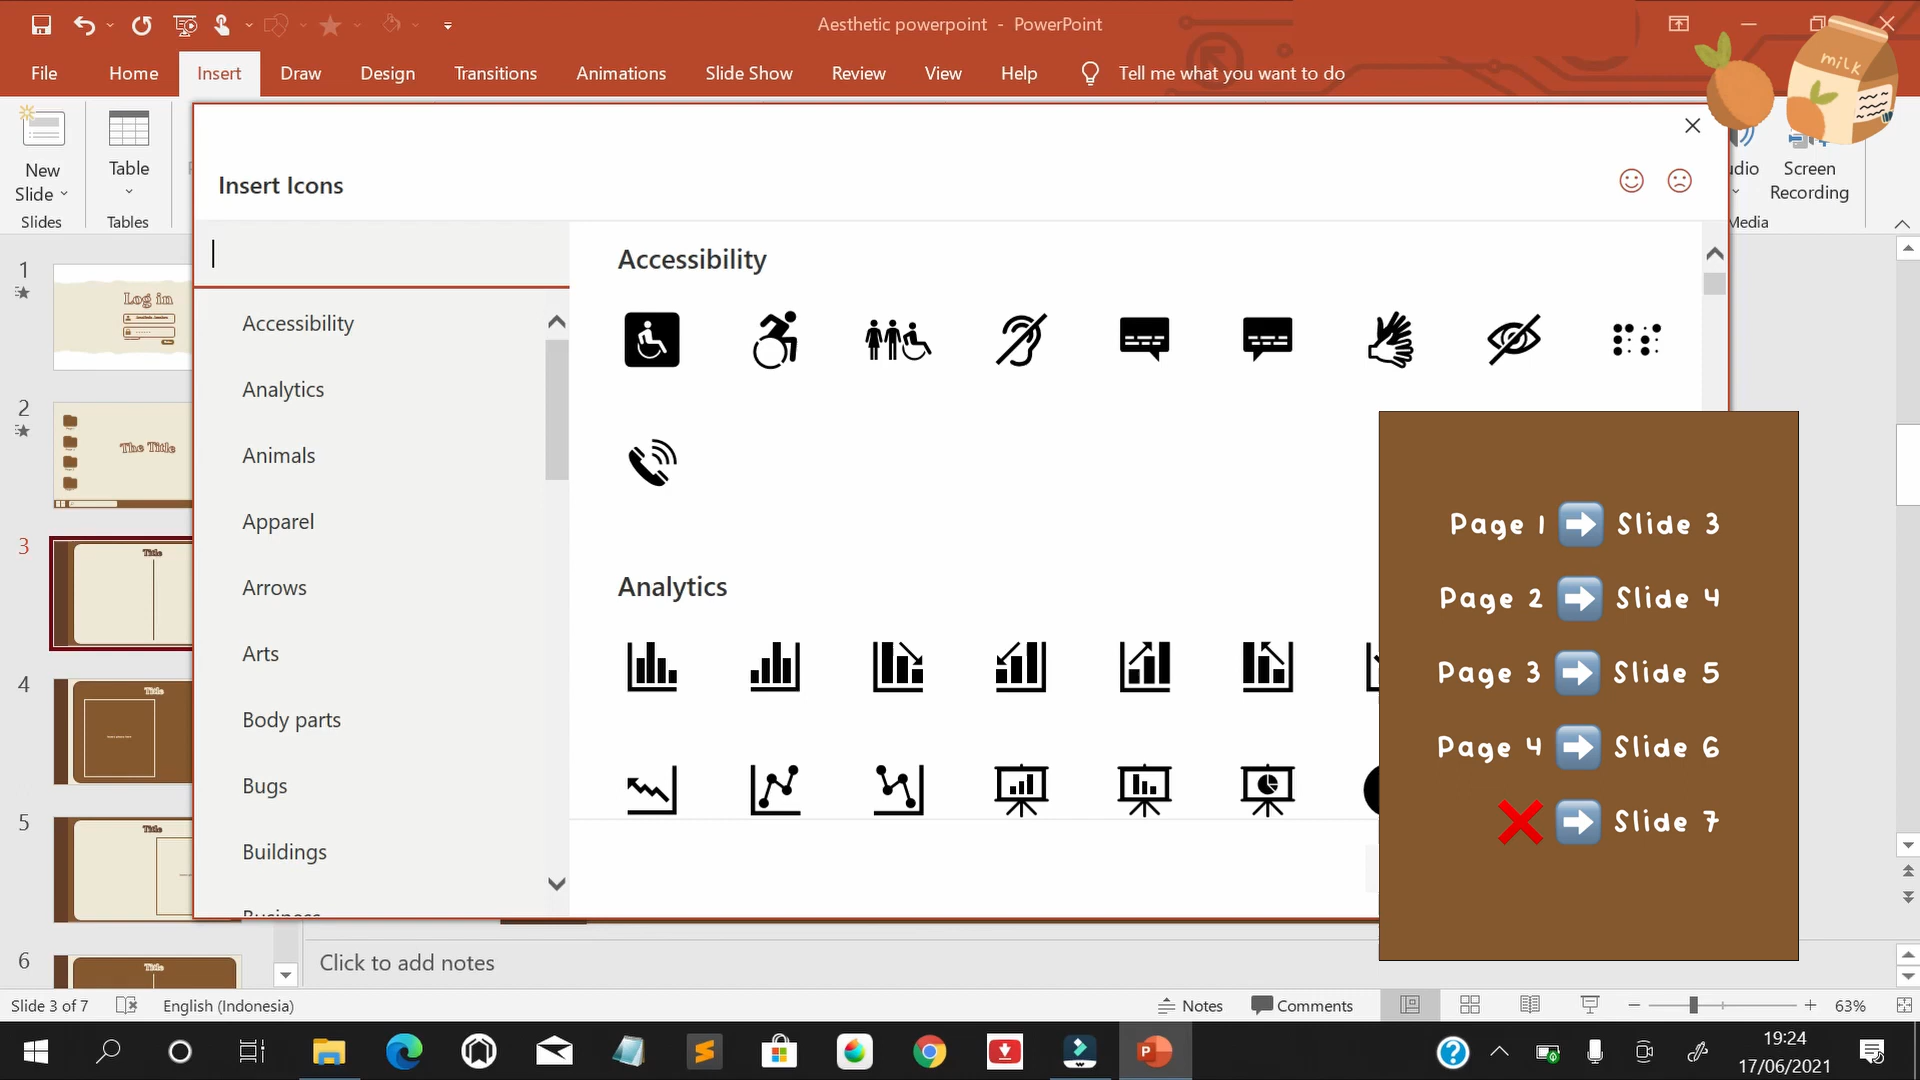 Aesthetic powerpoint - PowerPoint
milk
File Home Insert Draw Design Transitions Animations Slide Show Review View Help Tell me what you want to do
New Slide
Table
Screen Recording
Slides
Tables
Media
Insert Icons
Accessibility
Analytics
Animals
Apparel
Arrows
Arts
Body parts
Bugs
Buildings
Business
Accessibility
Analytics
1
Log in
2
The Title
3
Title
4
Title
5
Title
6
Title
Page 1 ➡ Slide 3
Page 2 ➡ Slide 4
Page 3 ➡ Slide 5
Page 4 ➡ Slide 6
❌ ➡ Slide 7
Click to add notes
Slide 3 of 7 English (Indonesia) Notes Comments 63%
19:24
17/06/2021